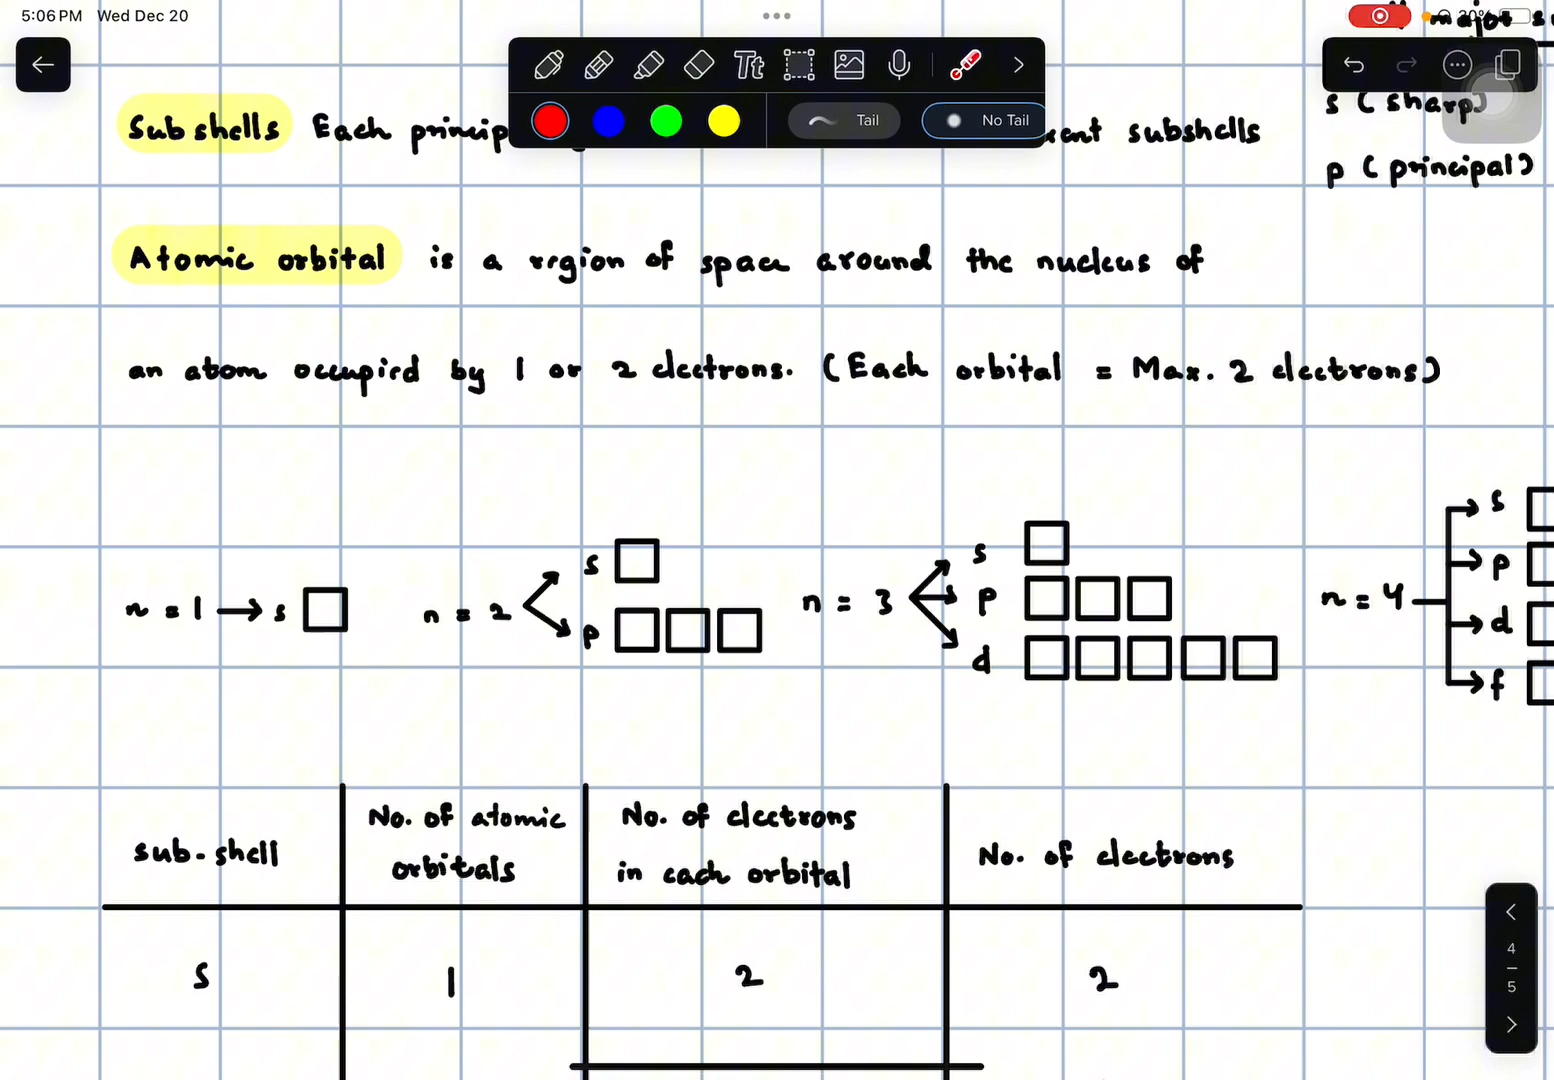 5:06 PM Wed Dec 20
30%
major
Tt
Tail
No Tail
s (sharp)
Sub shells Each princip subshells
p (principal)
Atomic orbital is a region of space around the nucleus of
an atom occupied by 1 or 2 electrons. (Each orbital = Max. 2 electrons)
n = 1 → s
n = 2
s
p
n = 3
s
p
d
n = 4
s
p
d
f
sub-shell
No. of atomic
orbitals
No. of electrons
in each orbital
No. of electrons
s 1 2 2
4
5